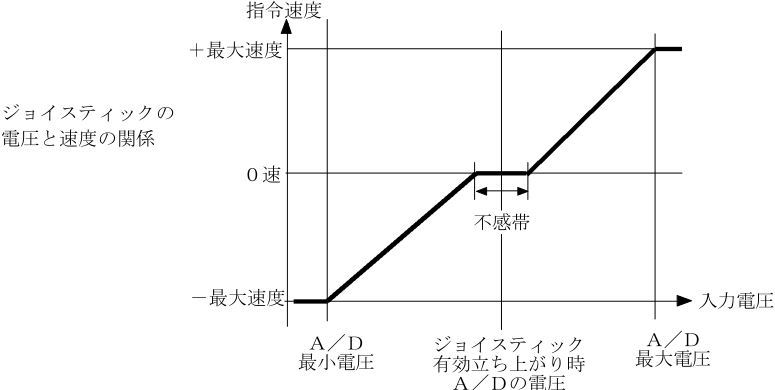 指令速度
＋最大速度
ジョイスティックの
電圧と速度の関係
０速
不感帯
－最大速度
入力電圧
Ａ／Ｄ
最小電圧
ジョイスティック
有効立ち上がり時
Ａ／Ｄの電圧
Ａ／Ｄ
最大電圧